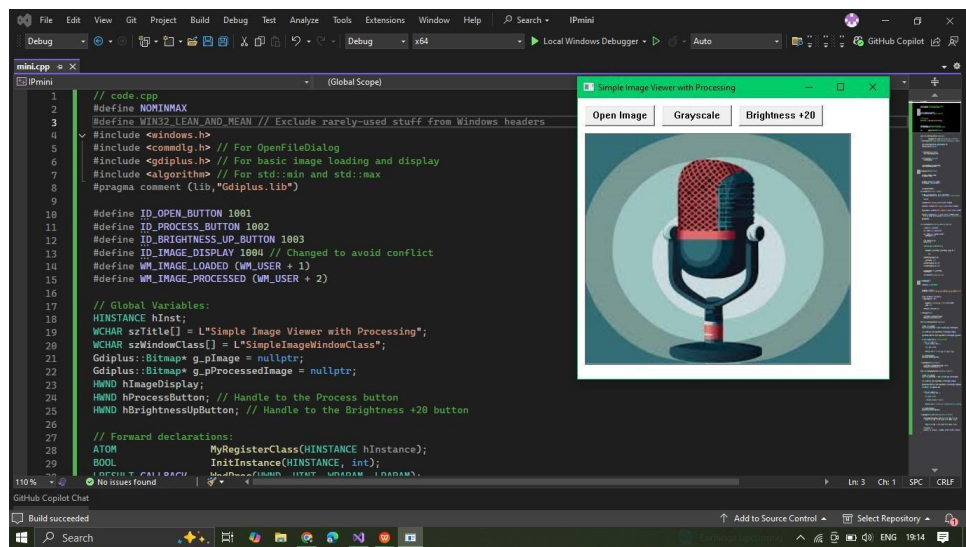 File Edit View Git Project Build Debug Test Analyze Tools Extensions Window Help Search IPmini
Debug Debug x64 Local Windows Debugger Auto GitHub Copilot
mini.cpp
IPmini (Global Scope)
1 // code.cpp
2 #define NOMINMAX
3 #define WIN32_LEAN_AND_MEAN // Exclude rarely-used stuff from Windows headers
4 #include <windows.h>
5 #include <commdlg.h> // For OpenFileDialog
6 #include <gdiplus.h> // For basic image loading and display
7 #include <algorithm> // For std::min and std::max
8 #pragma comment (lib,"Gdiplus.lib")
9
10 #define ID_OPEN_BUTTON 1001
11 #define ID_PROCESS_BUTTON 1002
12 #define ID_BRIGHTNESS_UP_BUTTON 1003
13 #define ID_IMAGE_DISPLAY 1004 // Changed to avoid conflict
14 #define WM_IMAGE_LOADED (WM_USER + 1)
15 #define WM_IMAGE_PROCESSED (WM_USER + 2)
16
17 // Global Variables:
18 HINSTANCE hInst;
19 WCHAR szTitle[] = L"Simple Image Viewer with Processing";
20 WCHAR szWindowClass[] = L"SimpleImageWindowClass";
21 Gdiplus::Bitmap* g_pImage = nullptr;
22 Gdiplus::Bitmap* g_pProcessedImage = nullptr;
23 HWND hImageDisplay;
24 HWND hProcessButton; // Handle to the Process button
25 HWND hBrightnessUpButton; // Handle to the Brightness +20 button
26
27 // Forward declarations:
28 ATOM MyRegisterClass(HINSTANCE hInstance);
29 BOOL InitInstance(HINSTANCE, int);
LRESULT CALLBACK WndProc(HWND, UINT, WPARAM, LPARAM);
Simple Image Viewer with Processing
Open Image Grayscale Brightness +20
110 % No issues found Ln: 3 Ch: 1 SPC CRLF
GitHub Copilot Chat
Build succeeded Add to Source Control Select Repository
Search ENG 19:14